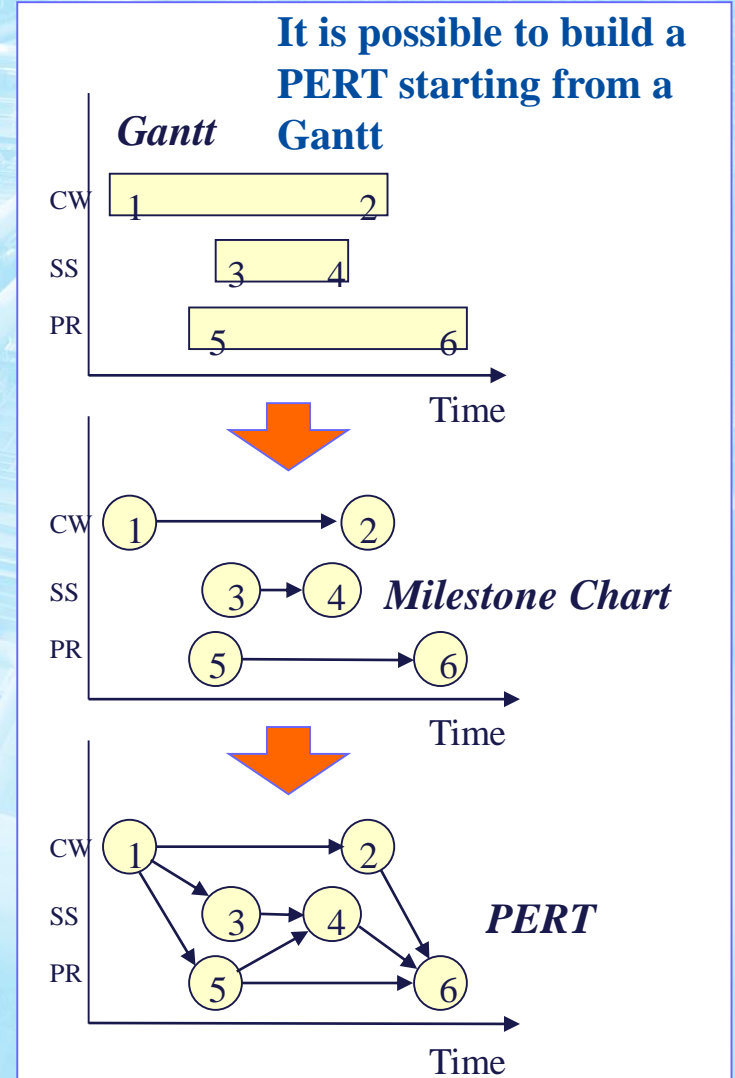 It is possible to build a
PERT starting from a
Gantt
Gantt
CW 1 2
SS 3 4
PR 5 6
Time
CW 1 2
SS 3 4 Milestone Chart
PR 5 6
Time
CW 1 2
SS 3 4 PERT
PR 5 6
Time